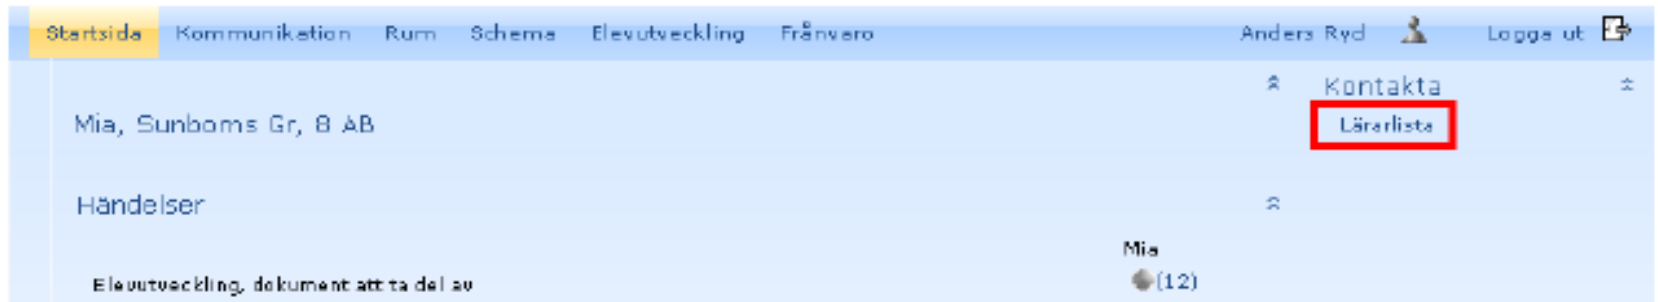 Startsida Kommunikation Rum Schema Elevutveckling Frånvaro Anders Ryd Logga ut
Kontakta
Mia, Sunboms Gr, 8 AB Lärarlista
Händelser
Mia
Elevutveckling, dokument att ta del av (12)